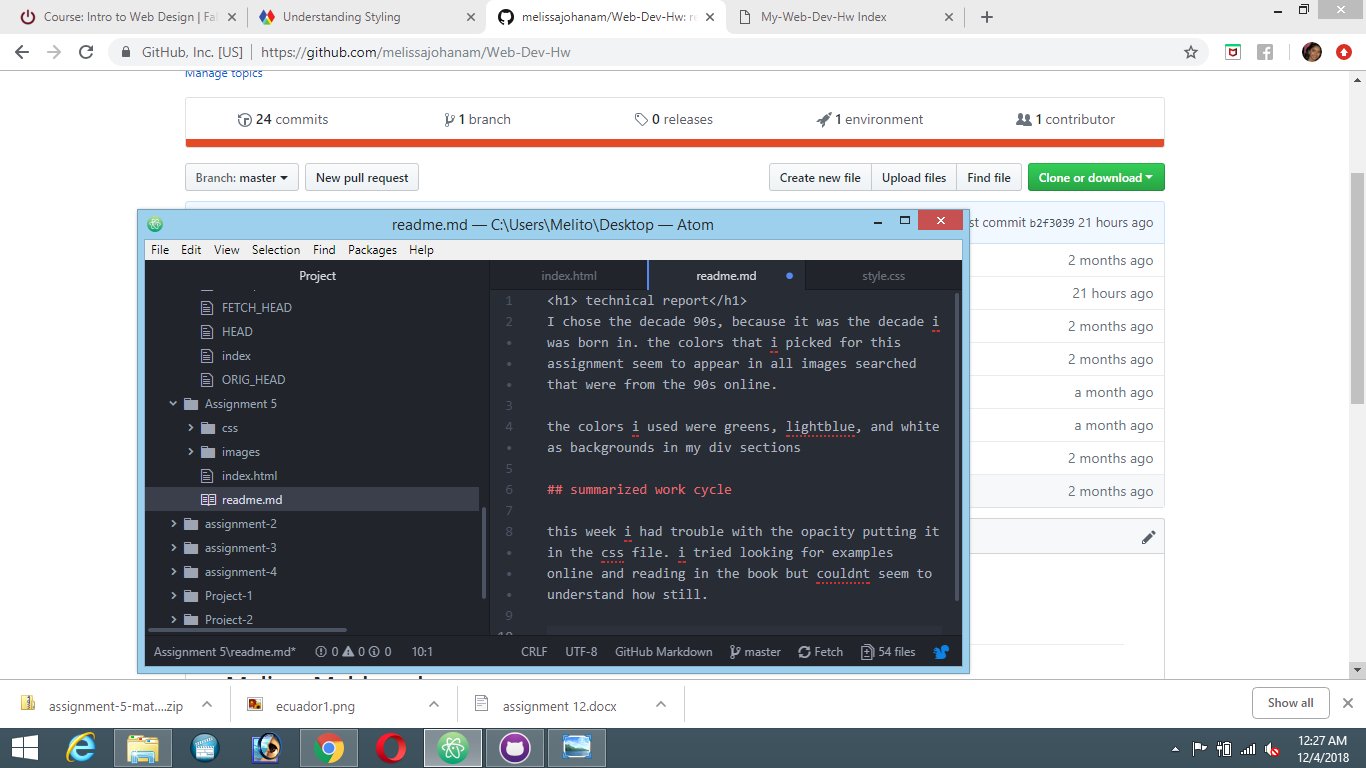 Course: Intro to Web Design | Fal
Understanding Styling
melissajohanam/Web-Dev-Hw: re
My-Web-Dev-Hw Index
GitHub, Inc. [US] | https://github.com/melissajohanam/Web-Dev-Hw
Manage topics
24 commits
1 branch
0 releases
1 environment
1 contributor
Branch: master
New pull request
Create new file
Upload files
Find file
Clone or download
st commit b2f3039 21 hours ago
2 months ago
21 hours ago
2 months ago
2 months ago
a month ago
a month ago
2 months ago
2 months ago
readme.md — C:\Users\Melito\Desktop — Atom
File Edit View Selection Find Packages Help
Project
FETCH_HEAD
HEAD
index
ORIG_HEAD
Assignment 5
css
images
index.html
readme.md
assignment-2
assignment-3
assignment-4
Project-1
Project-2
index.html
readme.md
style.css
1 <h1> technical report</h1>
2 I chose the decade 90s, because it was the decade i
• was born in. the colors that i picked for this
• assignment seem to appear in all images searched
• that were from the 90s online.
3
4 the colors i used were greens, lightblue, and white
• as backgrounds in my div sections
5
6 ## summarized work cycle
7
8 this week i had trouble with the opacity putting it
• in the css file. i tried looking for examples
• online and reading in the book but couldnt seem to
• understand how still.
9
10
Assignment 5\readme.md*
0 0 0
10:1
CRLF
UTF-8
GitHub Markdown
master
Fetch
54 files
assignment-5-mat....zip
ecuador1.png
assignment 12.docx
Show all
12:27 AM
12/4/2018